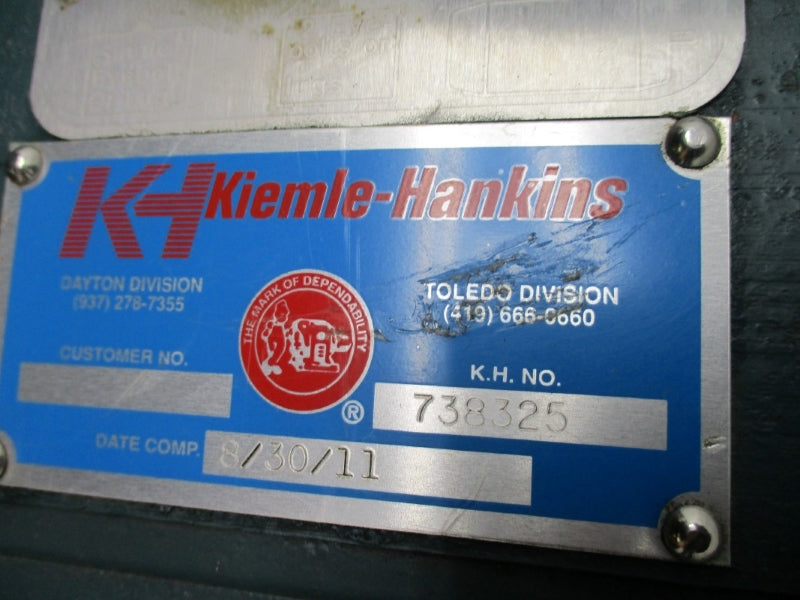 KH Kiemle-Hankins
DAYTON DIVISION
(937) 278-7355
TOLEDO DIVISION
(419) 666-0660
THE MARK OF DEPENDABILITY
®
CUSTOMER NO.
K.H. NO.
738325
DATE COMP.
8/30/11